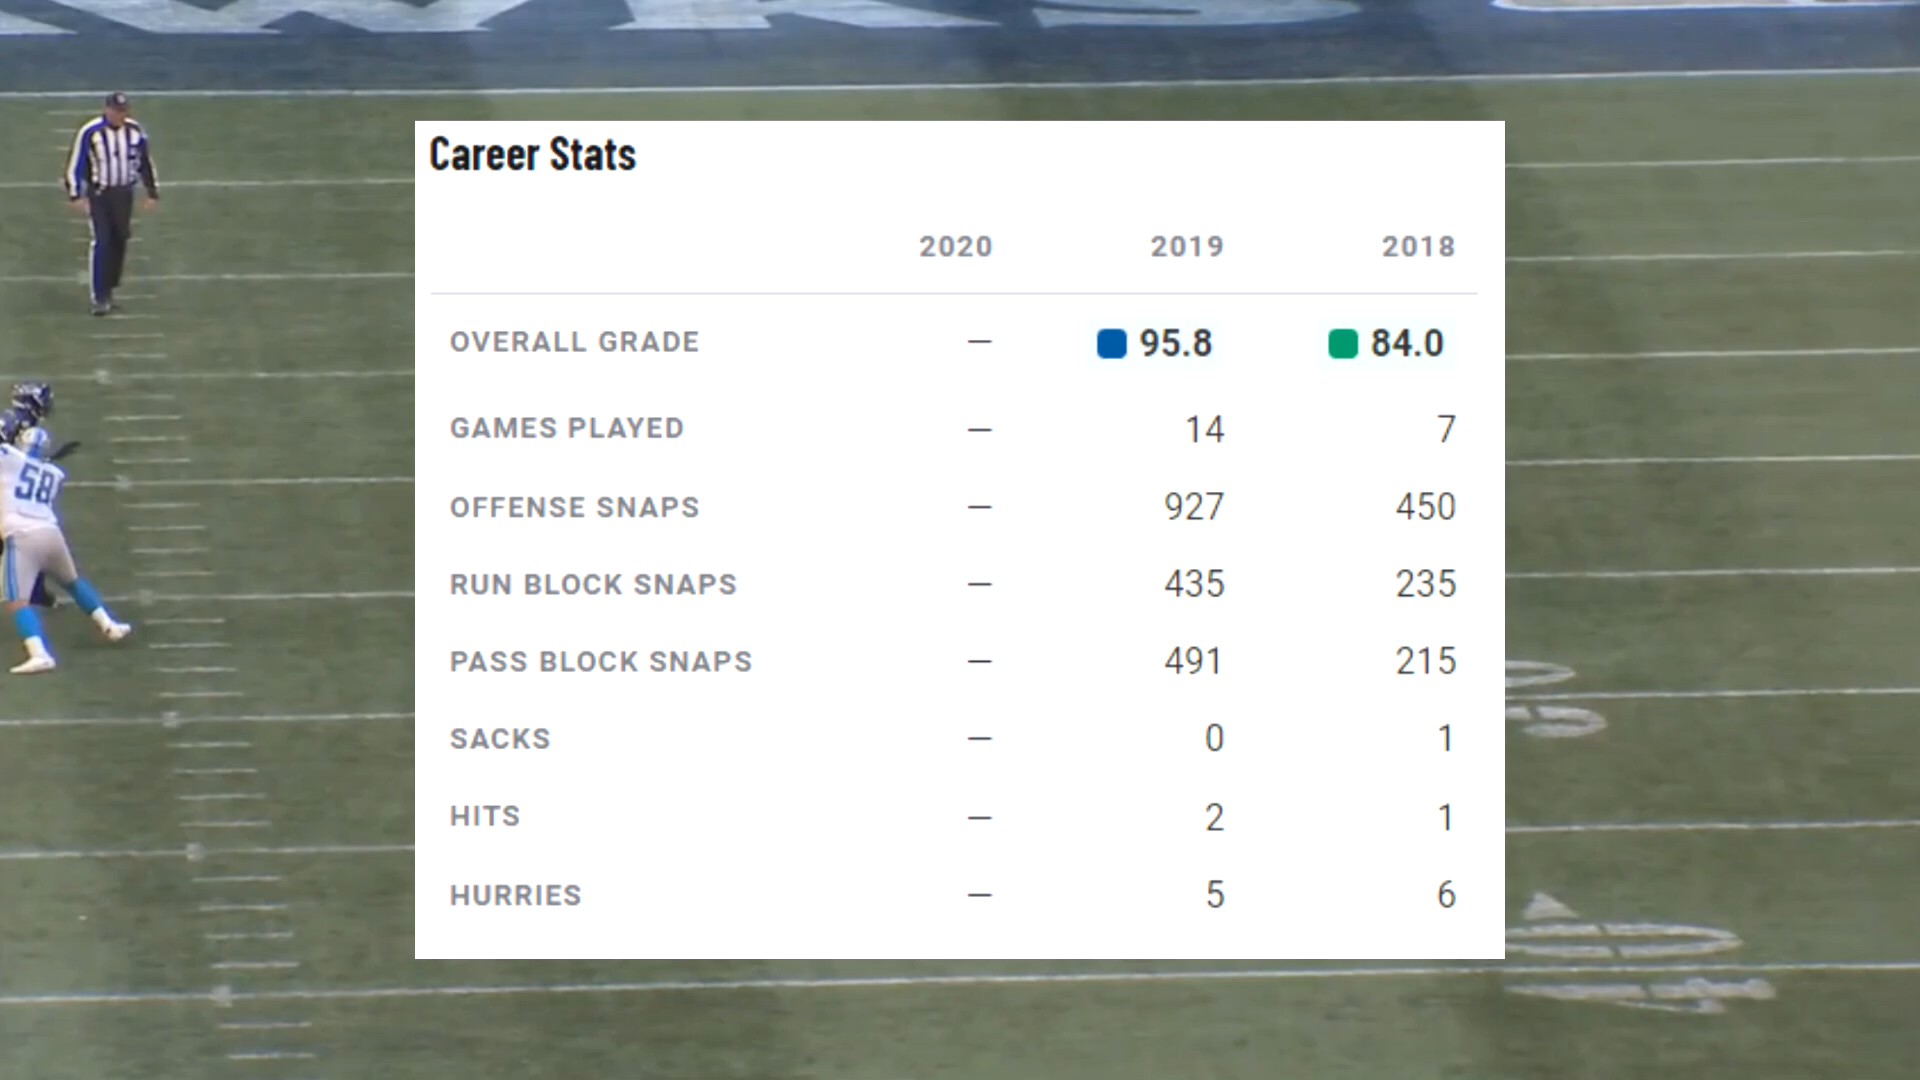 Career Stats
2020 2019 2018
OVERALL GRADE — 95.8 84.0
GAMES PLAYED — 14 7
OFFENSE SNAPS — 927 450
RUN BLOCK SNAPS — 435 235
PASS BLOCK SNAPS — 491 215
SACKS — 0 1
HITS — 2 1
HURRIES — 5 6
58